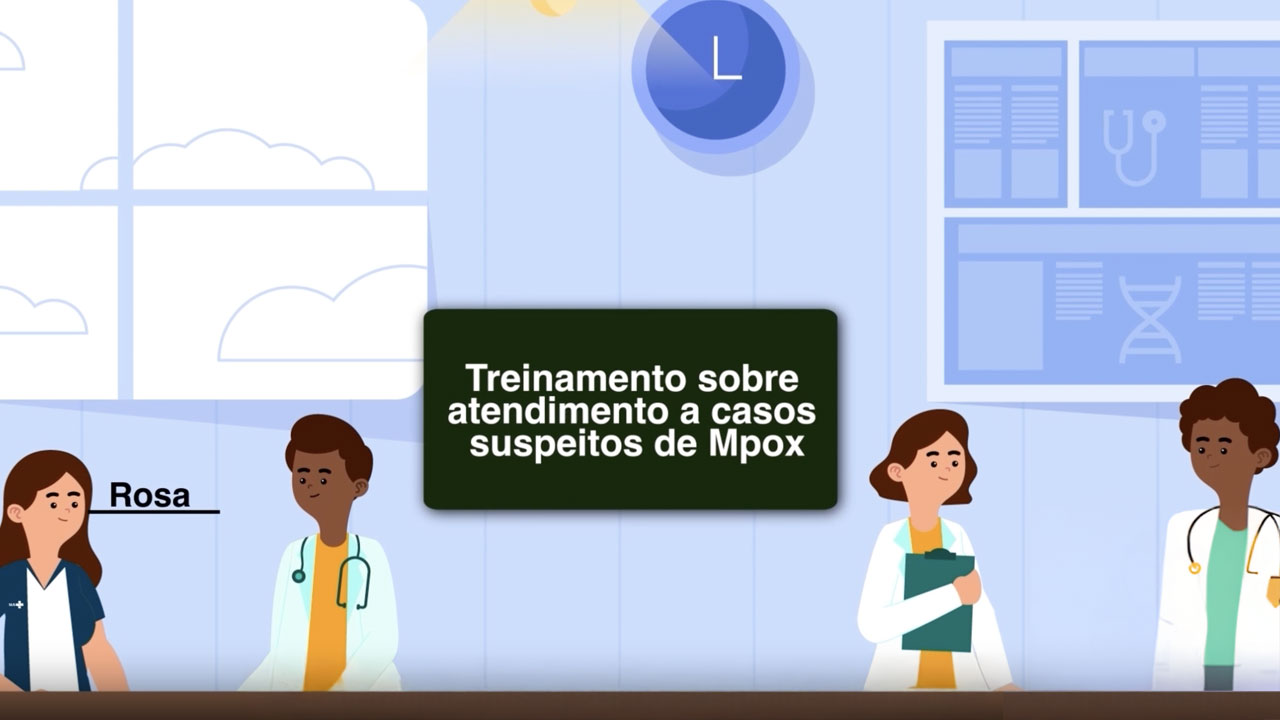 Treinamento sobre
atendimento a casos
suspeitos de Mpox
Rosa